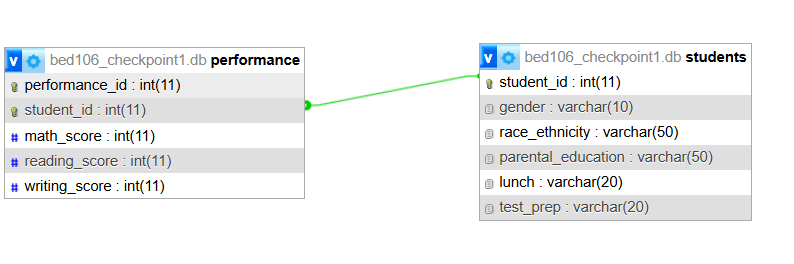 v bed106_checkpoint1.db performance
performance_id : int(11)
student_id : int(11)
# math_score : int(11)
# reading_score : int(11)
# writing_score : int(11)
v bed106_checkpoint1.db students
student_id : int(11)
gender : varchar(10)
race_ethnicity : varchar(50)
parental_education : varchar(50)
lunch : varchar(20)
test_prep : varchar(20)